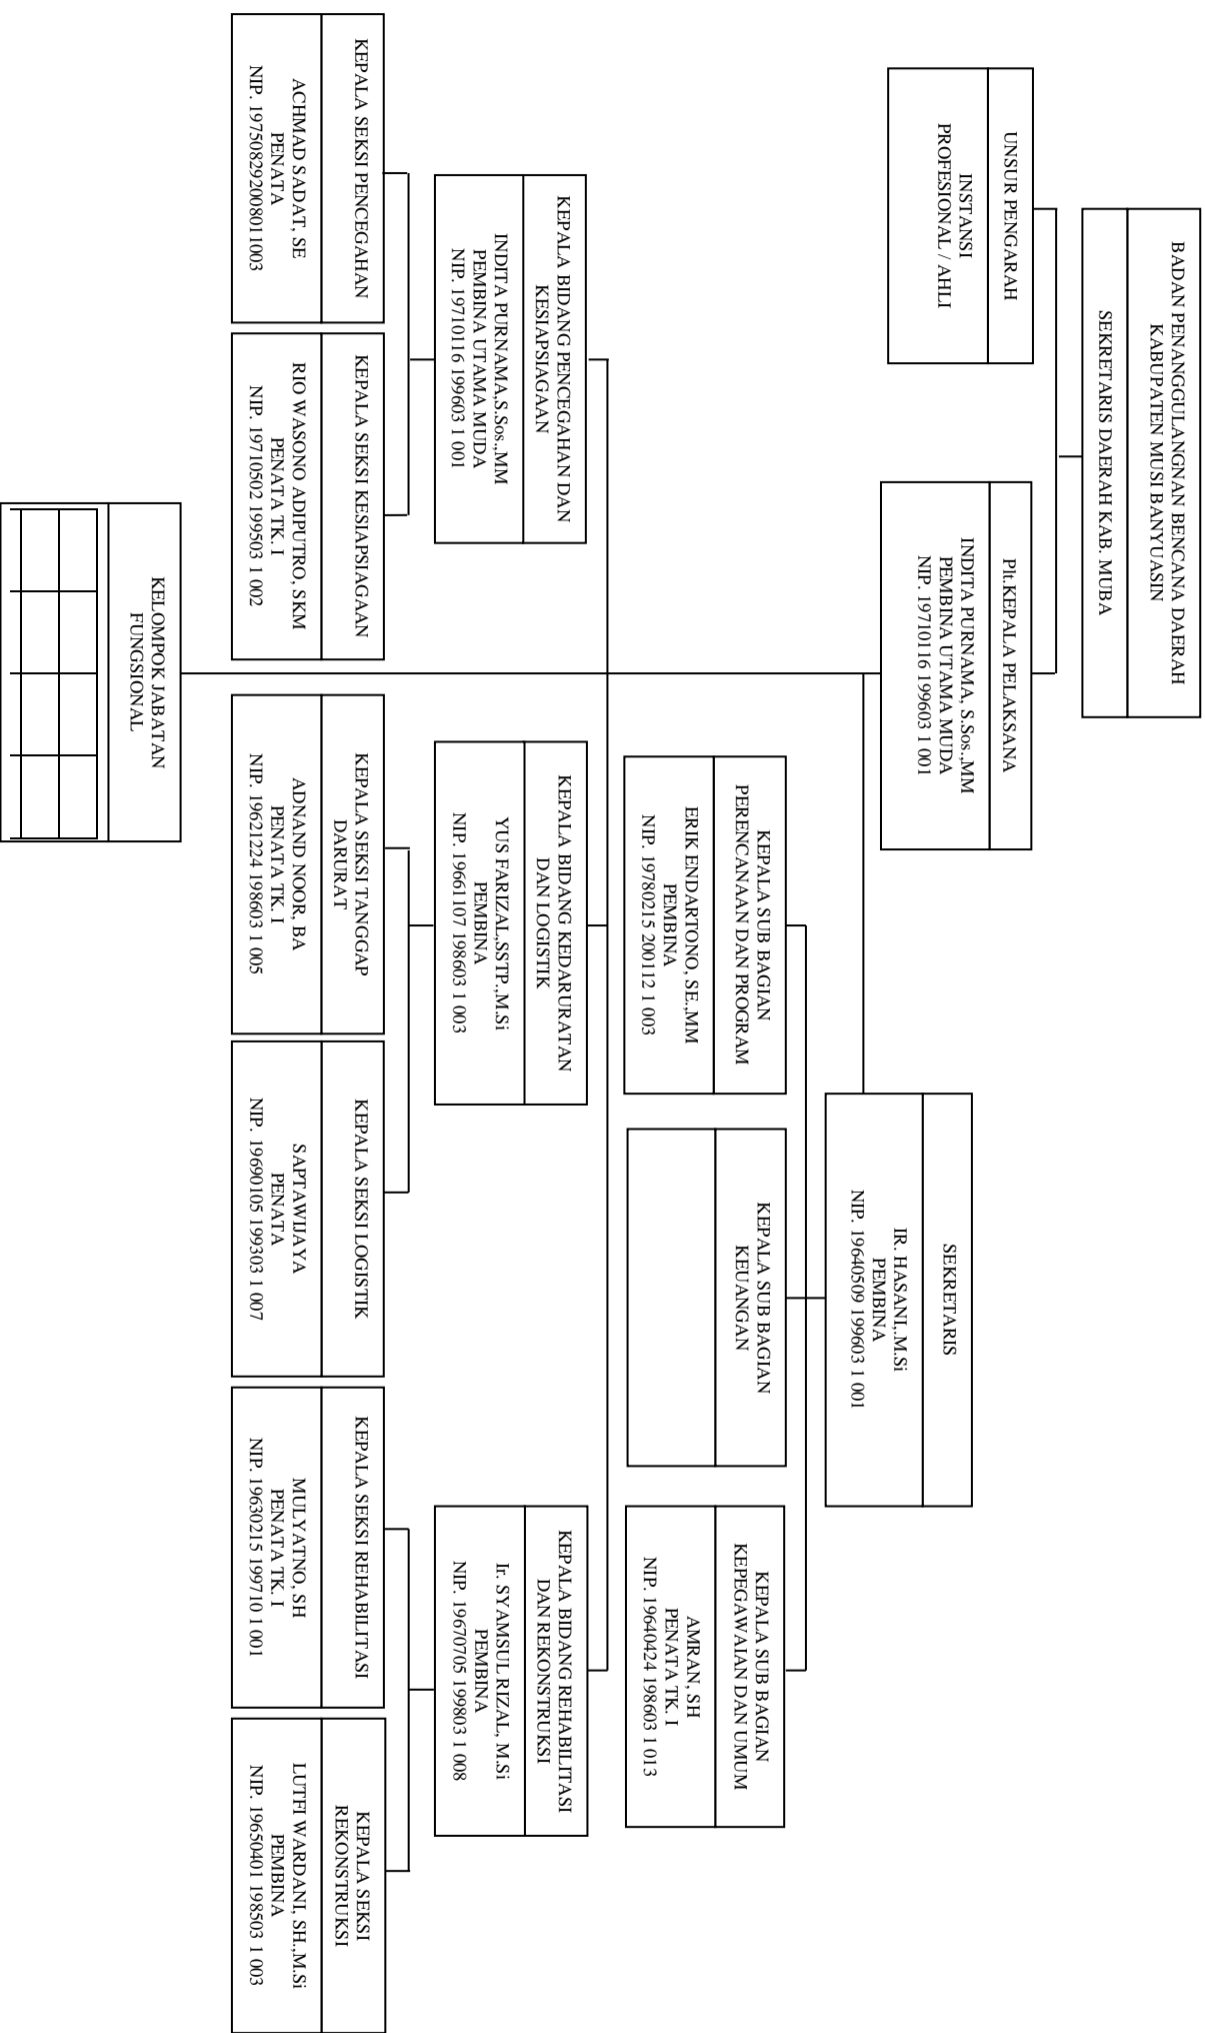 BADAN PENANGGULANGNAN BENCANA DAERAH
KABUPATEN MUSI BANYUASIN
SEKRETARIS DAERAH KAB. MUBA
UNSUR PENGARAH
INSTANSI
PROFESIONAL / AHLI
Plt.KEPALA PELAKSANA
INDITA PURNAMA, S.Sos.,MM
PEMBINA UTAMA MUDA
NIP. 19710116 199603 1 001
SEKRETARIS
IR. HASANI,.M.Si
PEMBINA
NIP. 19640509 199603 1 001
KEPALA SUB BAGIAN
PERENCANAAN DAN PROGRAM
ERIK ENDARTONO, SE.,MM
PEMBINA
NIP. 19780215 200112 1 003
KEPALA SUB BAGIAN
KEUANGAN
KEPALA SUB BAGIAN
KEPEGAWAIAN DAN UMUM
AMRAN, SH
PENATA TK. I
NIP. 19640424 198603 1 013
KEPALA BIDANG PENCEGAHAN DAN
KESIAPSIAGAAN
INDITA PURNAMA,S.Sos.,MM
PEMBINA UTAMA MUDA
NIP. 19710116 199603 1 001
KEPALA BIDANG KEDARURATAN
DAN LOGISTIK
YUS FARIZAL,SSTP.,M.Si
PEMBINA
NIP. 19661107 198603 1 003
KEPALA BIDANG REHABILITASI
DAN REKONSTRUKSI
Ir. SYAMSUL RIZAL, M.Si
PEMBINA
NIP. 19670705 199803 1 008
KEPALA SEKSI PENCEGAHAN
ACHMAD SADAT, SE
PENATA
NIP. 197508292008011003
KEPALA SEKSI KESIAPSIAGAAN
RIO WASONO ADIPUTRO, SKM
PENATA TK. I
NIP. 19710502 199503 1 002
KEPALA SEKSI TANGGAP
DARURAT
ADNAND NOOR, BA
PENATA TK. I
NIP. 19621224 198603 1 005
KEPALA SEKSI LOGISTIK
SAPTAWIJAYA
PENATA
NIP. 19690105 199303 1 007
KEPALA SEKSI REHABILITASI
MULYATNO, SH
PENATA TK. I
NIP. 19630215 199710 1 001
KEPALA SEKSI
REKONSTRUKSI
LUTFI WARDANI, SH.,M.Si
PEMBINA
NIP. 19650401 198503 1 003
KELOMPOK JABATAN
FUNGSIONAL